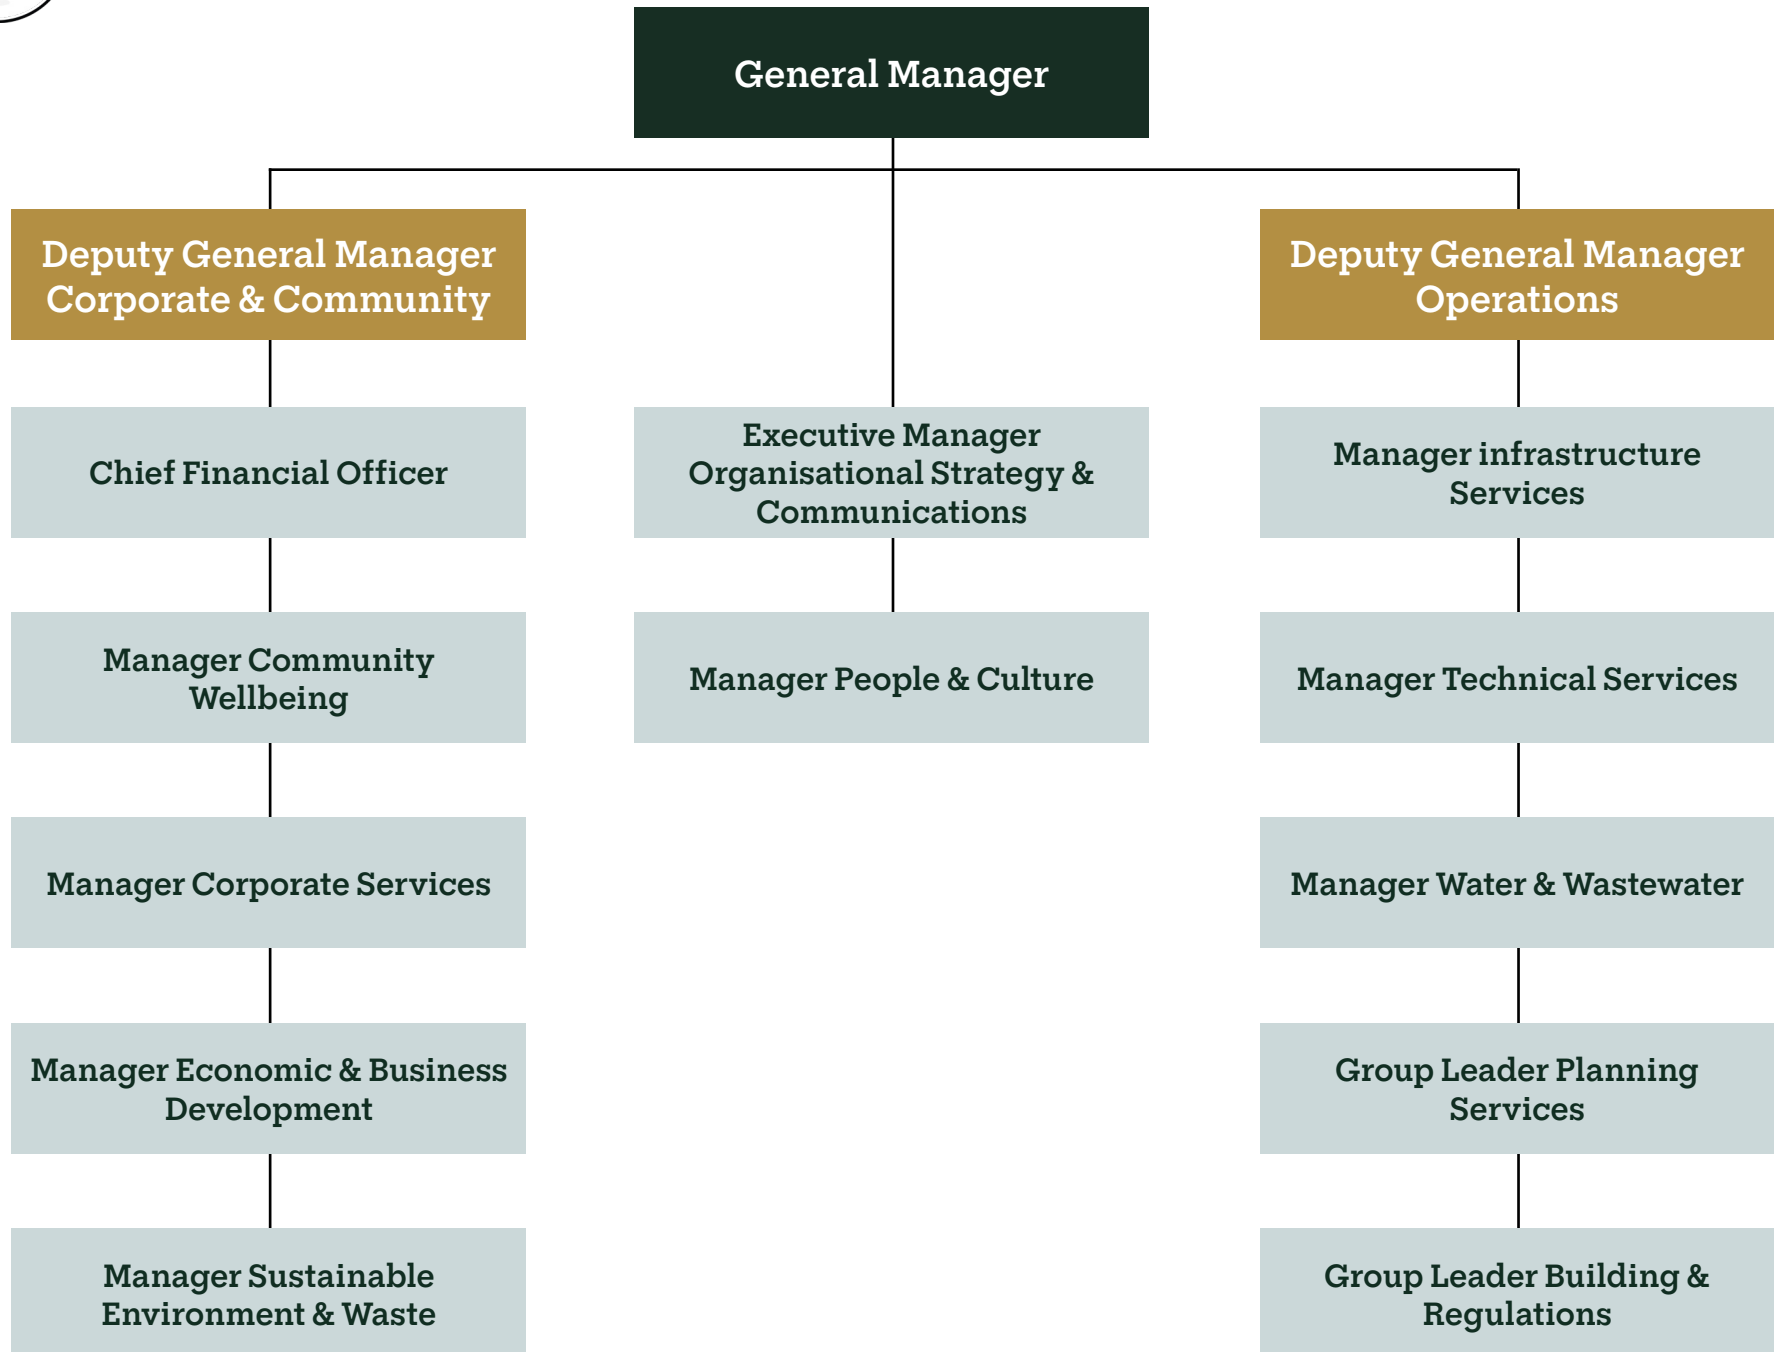 General Manager
Deputy General Manager
Corporate & Community
Deputy General Manager
Operations
Chief Financial Officer
Executive Manager
Organisational Strategy &
Communications
Manager infrastructure
Services
Manager Community
Wellbeing
Manager People & Culture
Manager Technical Services
Manager Corporate Services
Manager Water & Wastewater
Manager Economic & Business
Development
Group Leader Planning
Services
Manager Sustainable
Environment & Waste
Group Leader Building &
Regulations